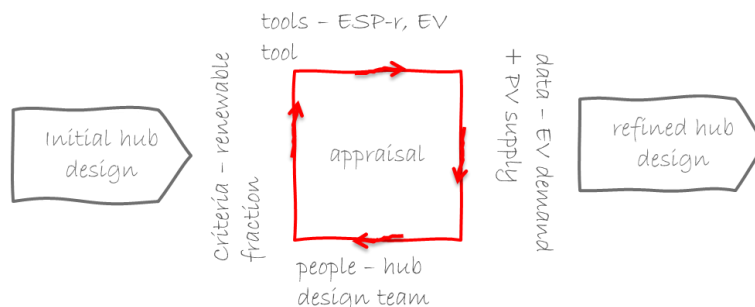 tools – ESP-r, EV
tool
Initial hub
design
Criteria – renewable
fraction
appraisal
data – EV demand
+ PV supply
refined hub
design
people – hub
design team